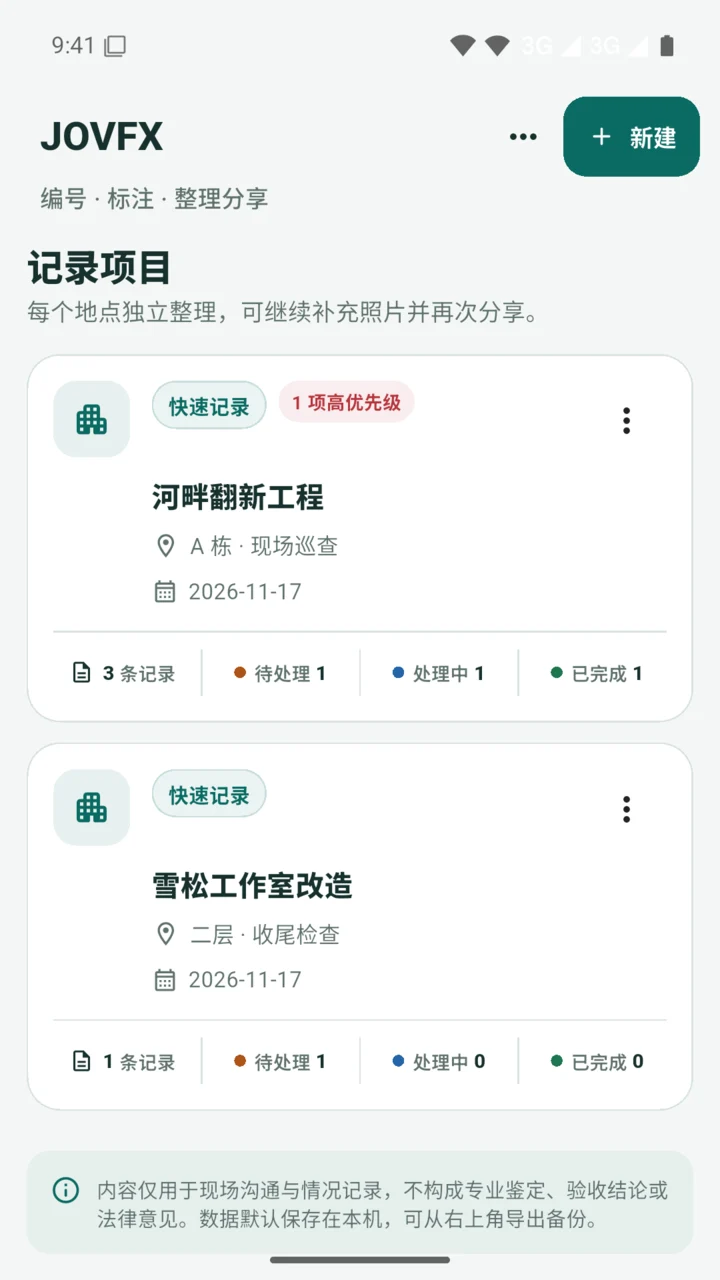 9:41
3G 3G
JOVFX
新建
编号 · 标注 · 整理分享
记录项目
每个地点独立整理，可继续补充照片并再次分享。
快速记录
1 项高优先级
河畔翻新工程
A 栋 · 现场巡查
2026-11-17
3 条记录 待处理 1 处理中 1 已完成 1
快速记录
雪松工作室改造
二层 · 收尾检查
2026-11-17
1 条记录 待处理 1 处理中 0 已完成 0
内容仅用于现场沟通与情况记录，不构成专业鉴定、验收结论或
法律意见。数据默认保存在本机，可从右上角导出备份。